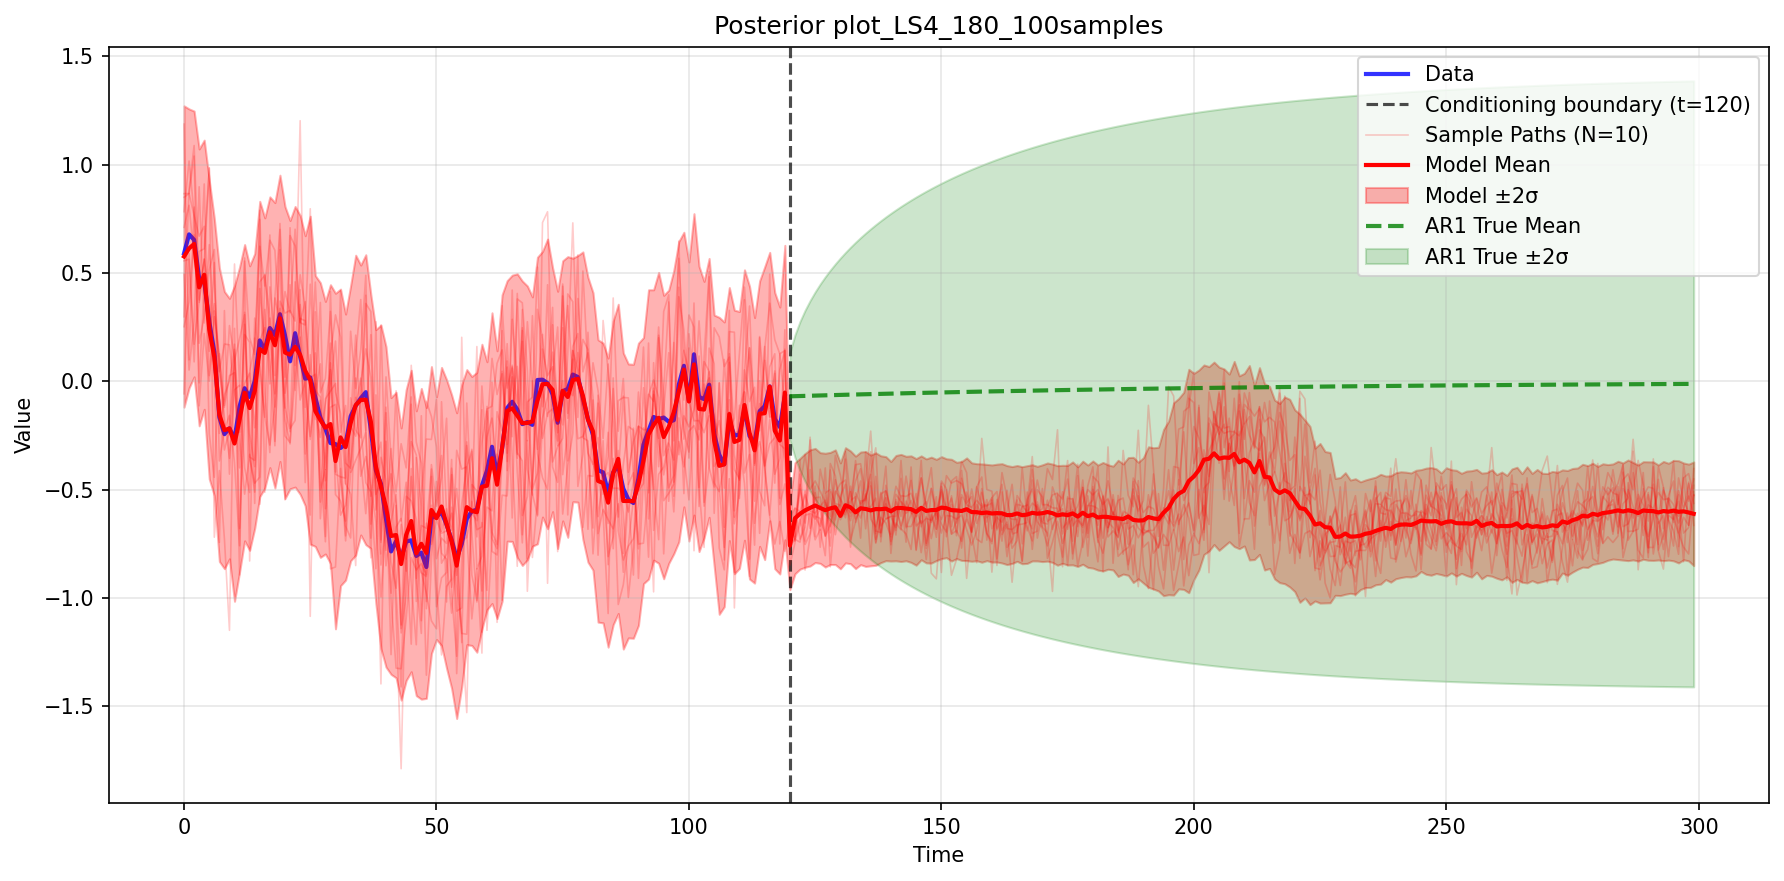 Posterior plot_LS4_180_100samples
Data
Conditioning boundary (t=120)
Sample Paths (N=10)
Model Mean
Model ±2σ
AR1 True Mean
AR1 True ±2σ
Value
1.5
1.0
0.5
0.0
−0.5
−1.0
−1.5
0 50 100 150 200 250 300
Time